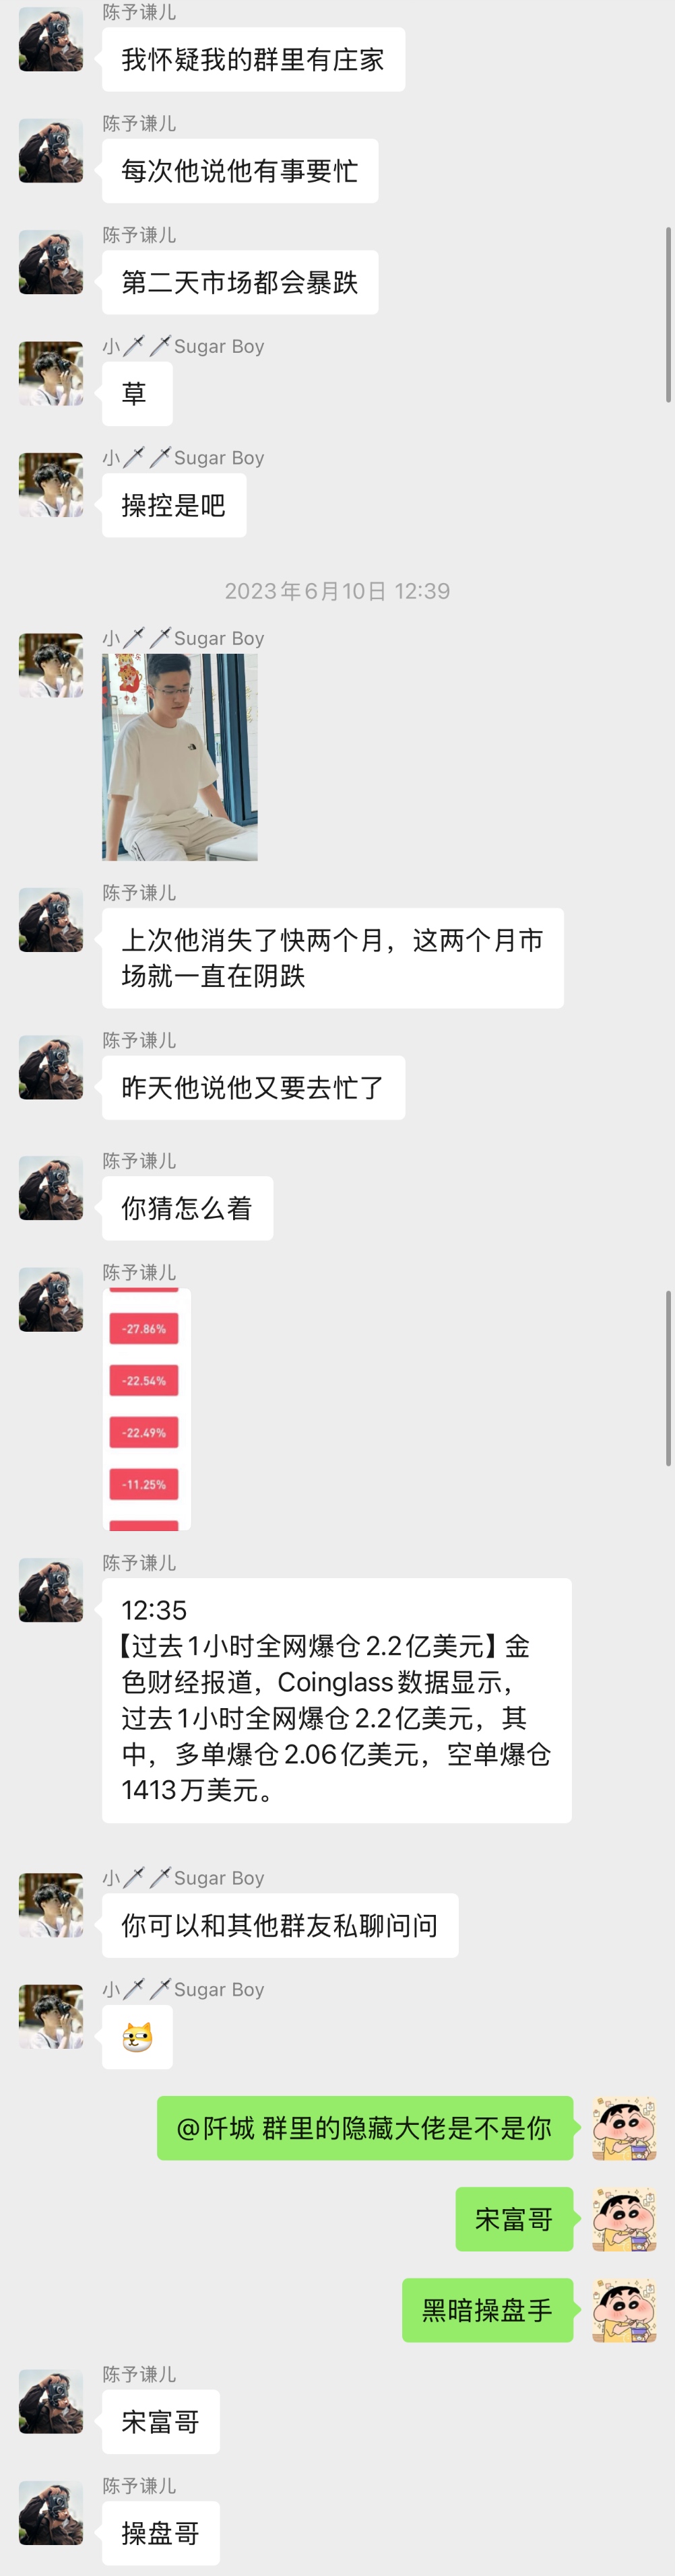 陈予谦儿
我怀疑我的群里有庄家
陈予谦儿
每次他说他有事要忙
陈予谦儿
第二天市场都会暴跌
小🗡️🗡️Sugar Boy
草
小🗡️🗡️Sugar Boy
操控是吧
2023年6月10日 12:39
小🗡️🗡️Sugar Boy
陈予谦儿
上次他消失了快两个月，这两个月市
场就一直在阴跌
陈予谦儿
昨天他说他又要去忙了
陈予谦儿
你猜怎么着
陈予谦儿
-27.86%
-22.54%
-22.49%
-11.25%
陈予谦儿
12:35
【过去1小时全网爆仓2.2亿美元】金
色财经报道，Coinglass数据显示，
过去1小时全网爆仓2.2亿美元，其
中，多单爆仓2.06亿美元，空单爆仓
1413万美元。
小🗡️🗡️Sugar Boy
你可以和其他群友私聊问问
小🗡️🗡️Sugar Boy
@阡城 群里的隐藏大佬是不是你
宋富哥
黑暗操盘手
陈予谦儿
宋富哥
陈予谦儿
操盘哥